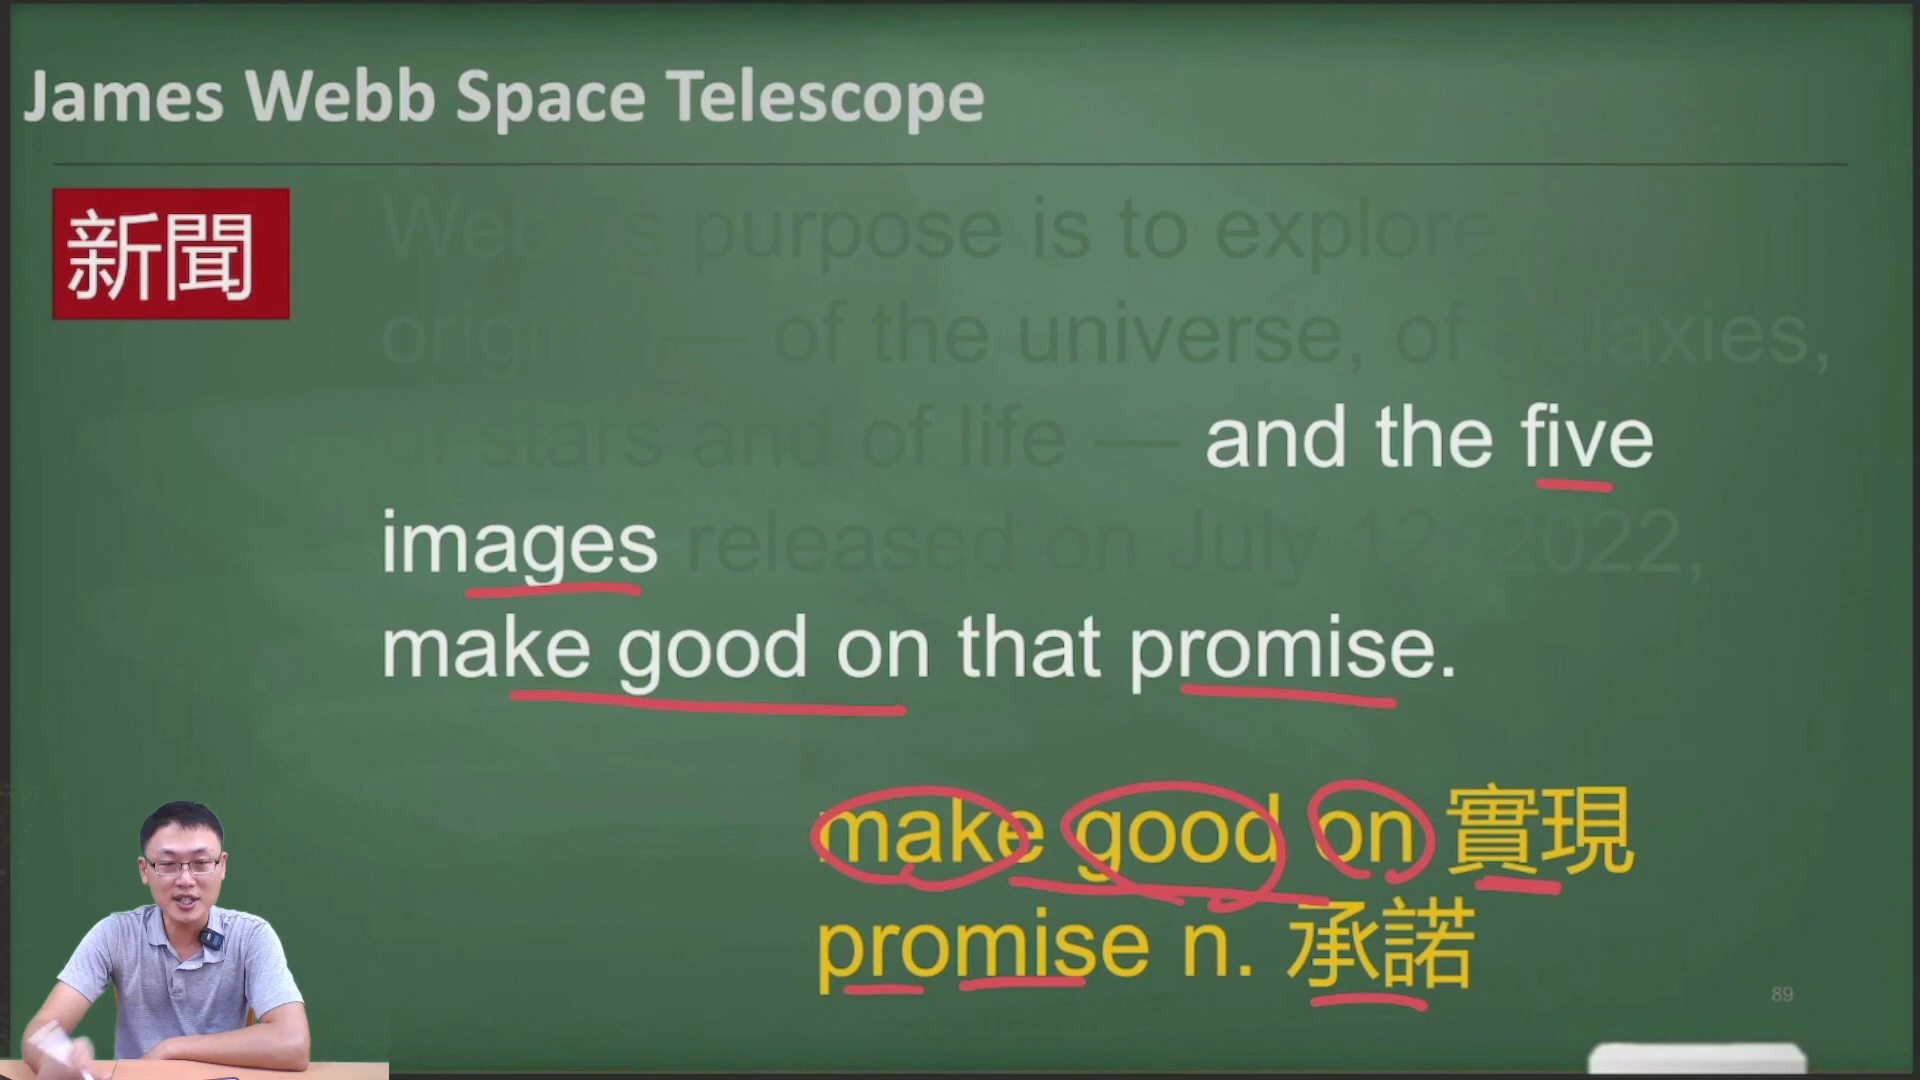 James Webb Space Telescope
新聞
purpose is to explore
— of the universe, of galaxies,
of stars and of life — and the five
images released on July 12, 2022,
make good on that promise.
make good on 實現
promise n. 承諾
89